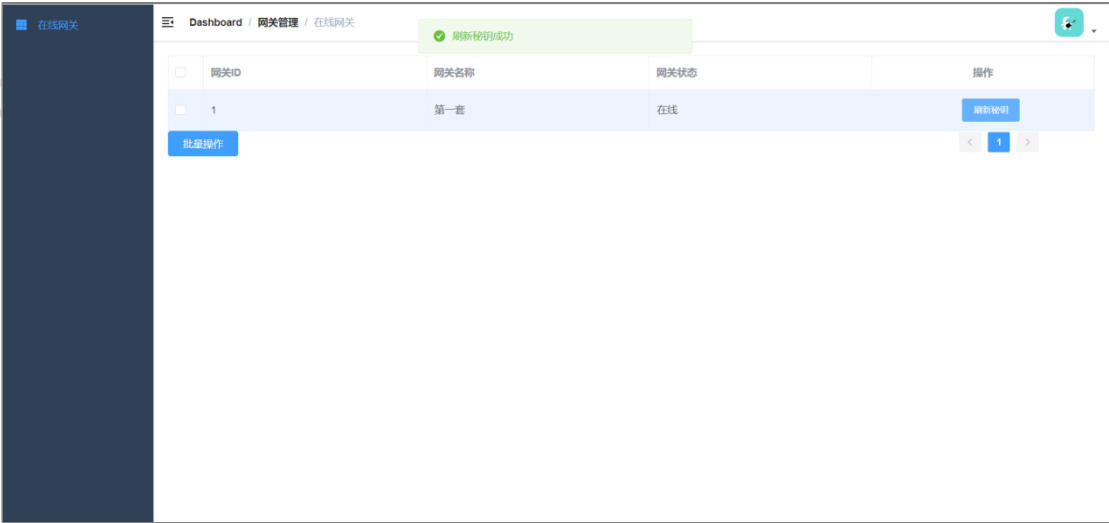 在线网关
Dashboard / 网关管理 / 在线网关
刷新秘钥成功
网关ID 网关名称 网关状态 操作
1 第一套 在线 刷新秘钥
批量操作
< 1 >